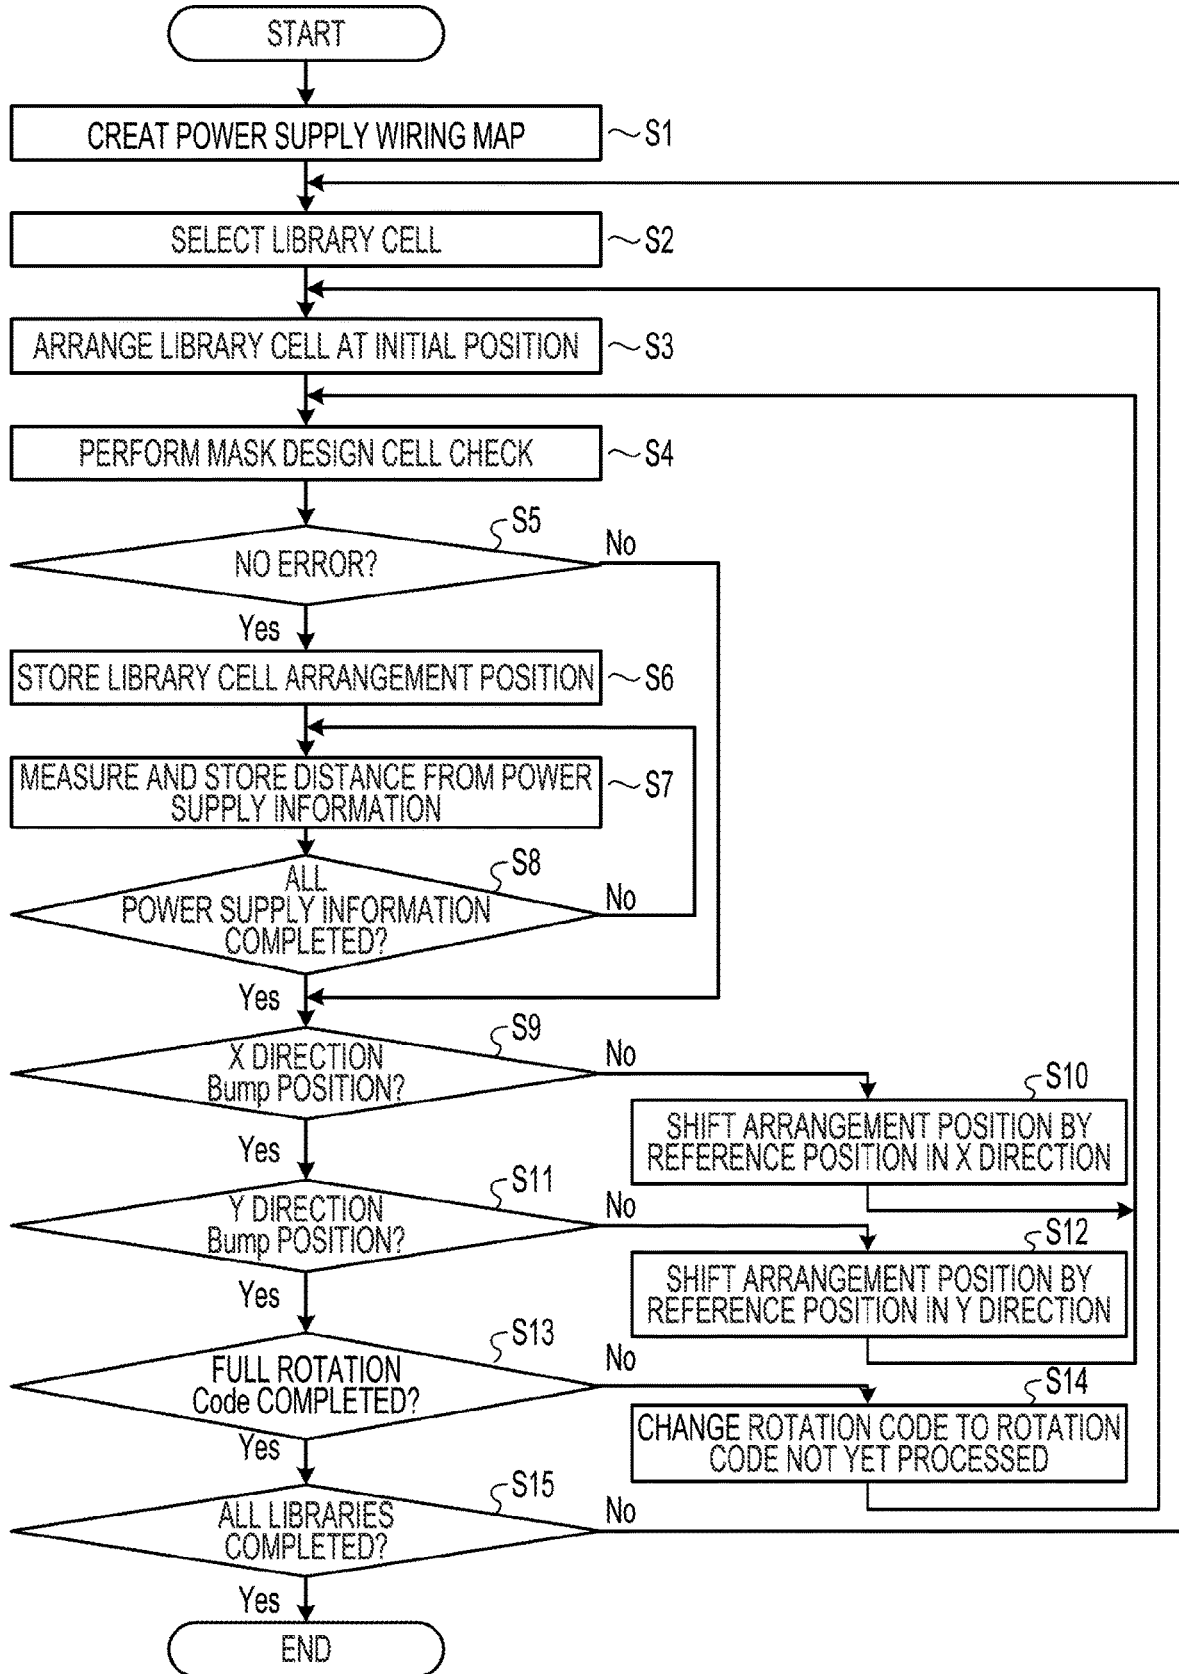 START
CREAT POWER SUPPLY WIRING MAP
S1
SELECT LIBRARY CELL
S2
ARRANGE LIBRARY CELL AT INITIAL POSITION
S3
PERFORM MASK DESIGN CELL CHECK
S4
S5
NO ERROR?
No
Yes
STORE LIBRARY CELL ARRANGEMENT POSITION
S6
MEASURE AND STORE DISTANCE FROM POWER
SUPPLY INFORMATION
S7
S8
ALL
POWER SUPPLY INFORMATION
COMPLETED?
No
Yes
S9
X DIRECTION
Bump POSITION?
No
Yes
S10
SHIFT ARRANGEMENT POSITION BY
REFERENCE POSITION IN X DIRECTION
S11
Y DIRECTION
Bump POSITION?
No
Yes
S12
SHIFT ARRANGEMENT POSITION BY
REFERENCE POSITION IN Y DIRECTION
S13
FULL ROTATION
Code COMPLETED?
No
Yes
S14
CHANGE ROTATION CODE TO ROTATION
CODE NOT YET PROCESSED
S15
ALL LIBRARIES
COMPLETED?
No
Yes
END